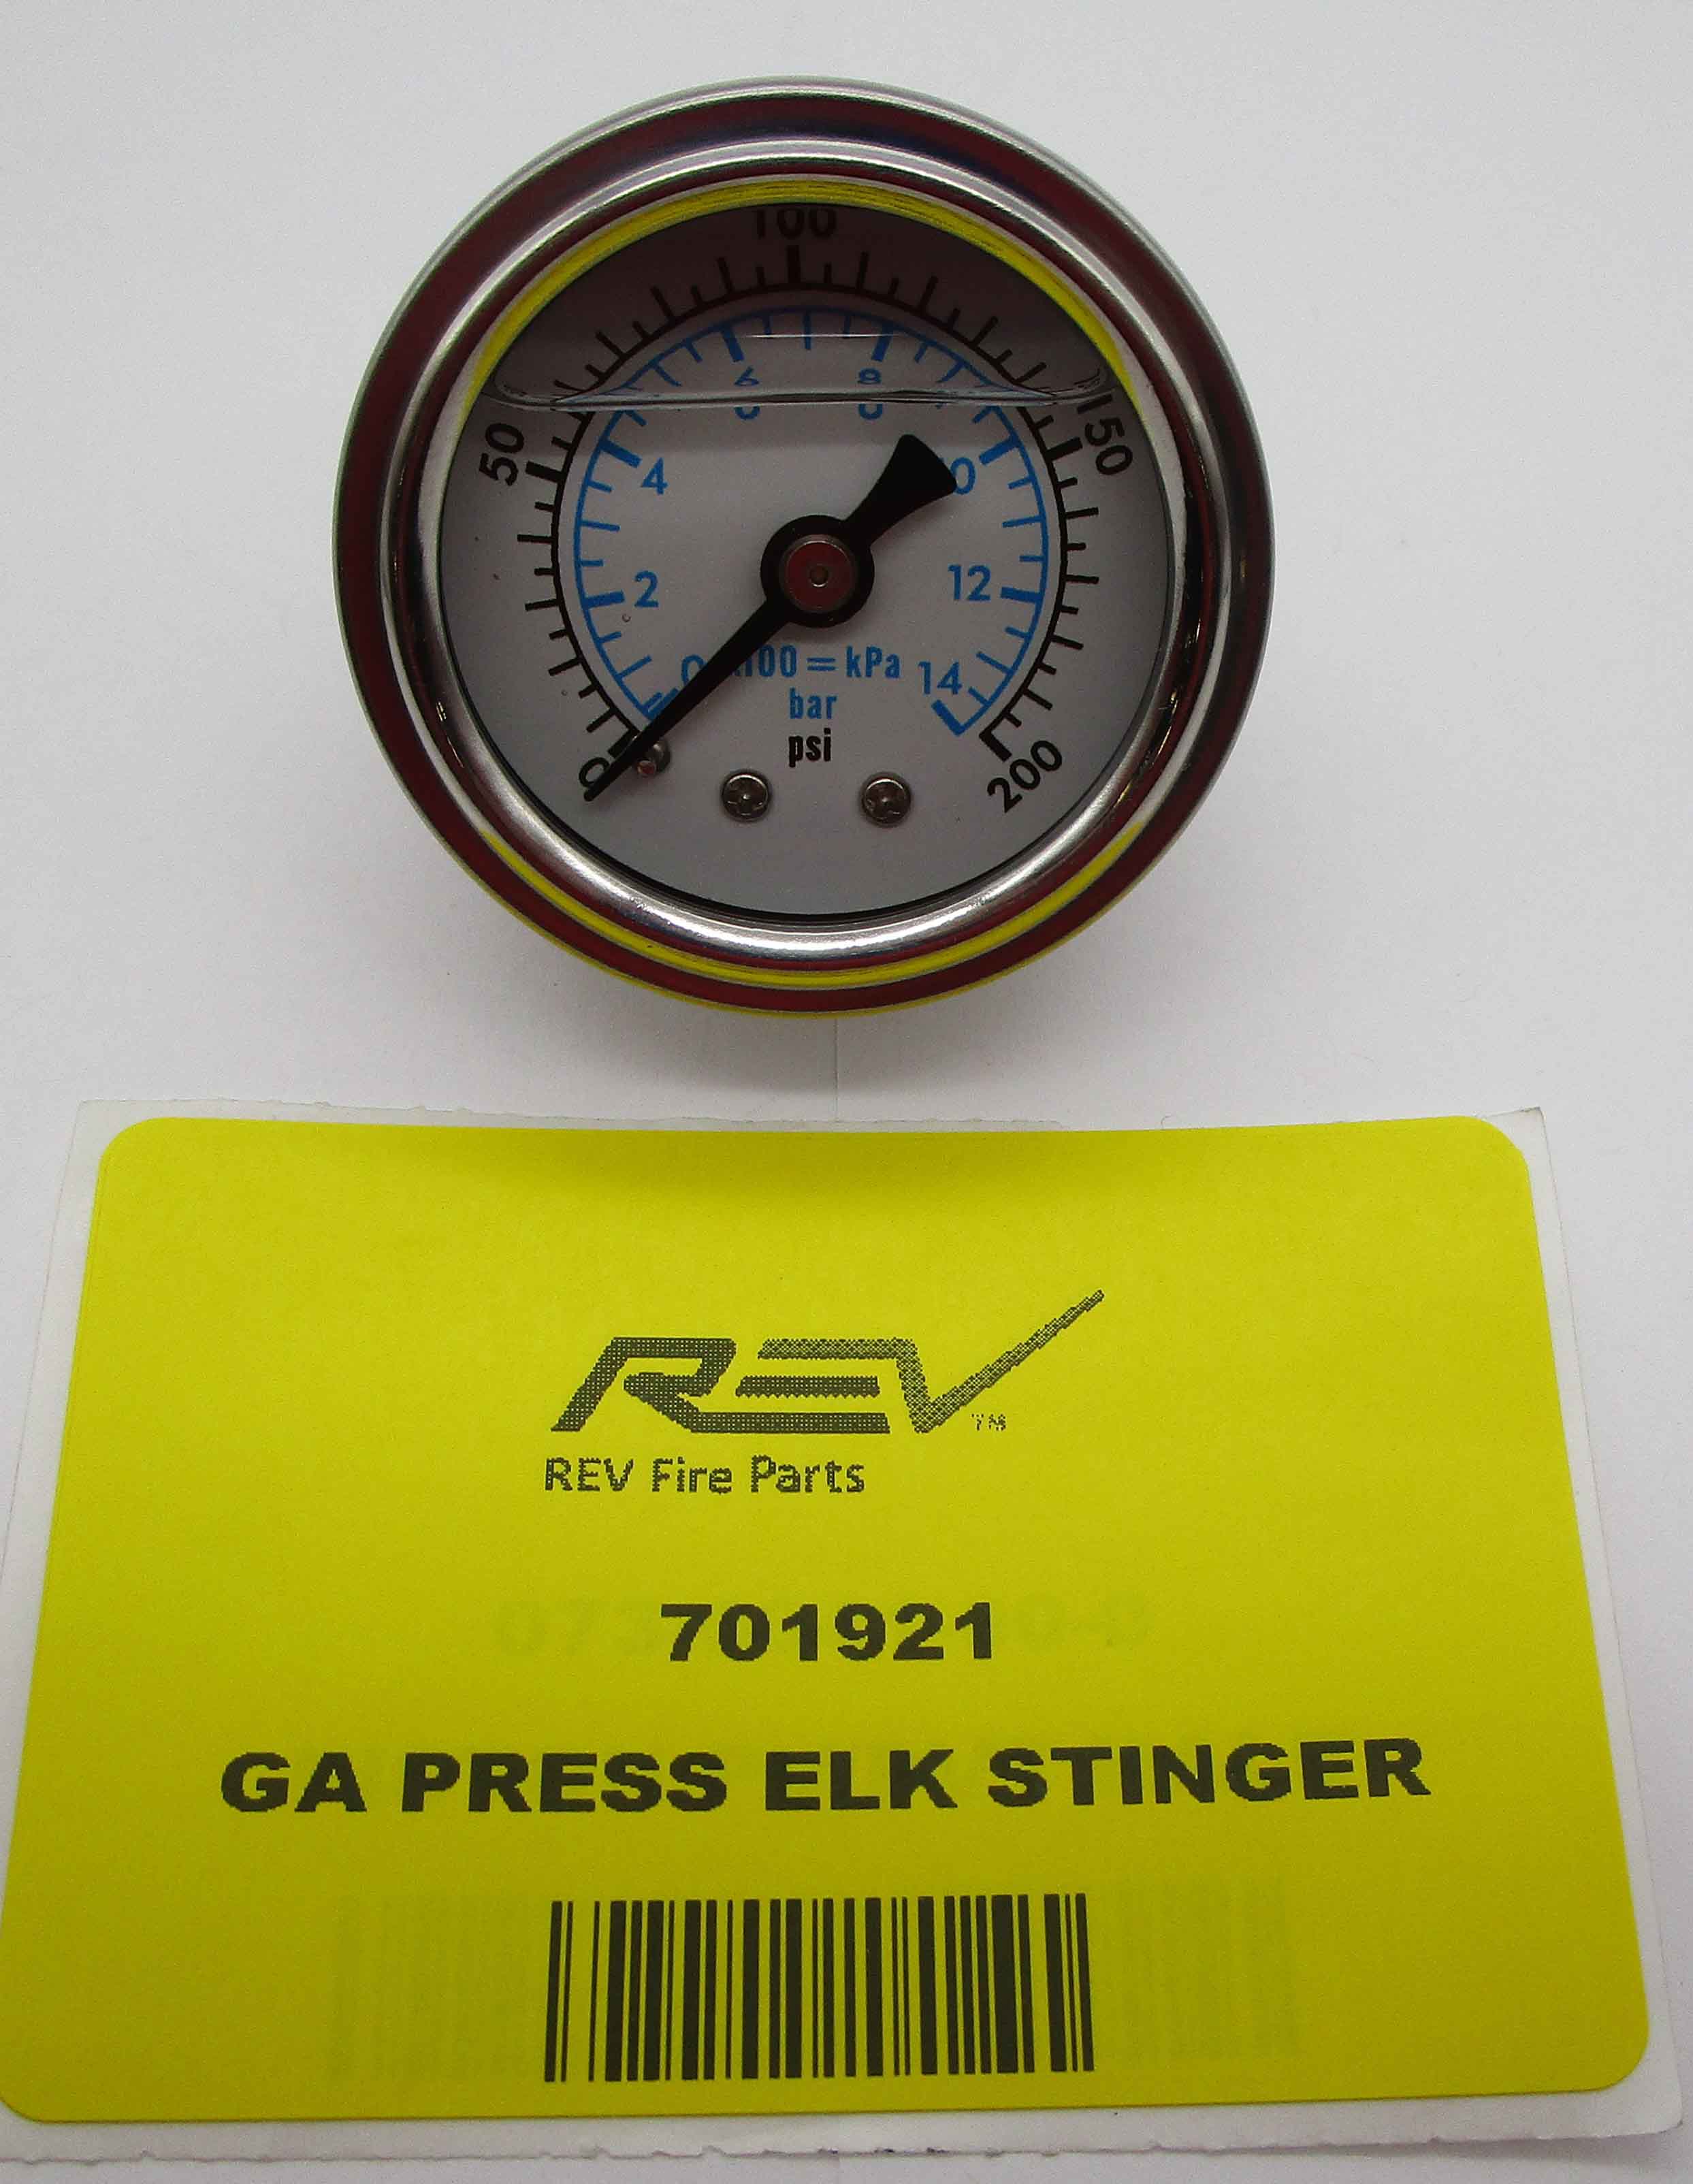 100
50
150
6 8
4 10
2 12
0 x100 = kPa 14
bar
psi
0 200
REV TM
REV Fire Parts
701921
GA PRESS ELK STINGER